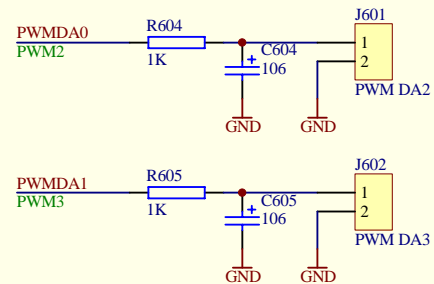 J601
R604
PWMDA0
PWM2
1K
C604
+
106
1
2
GND
GND
PWM DA2
J602
R605
PWMDA1
PWM3
1K
C605
+
106
1
2
GND
GND
PWM DA3